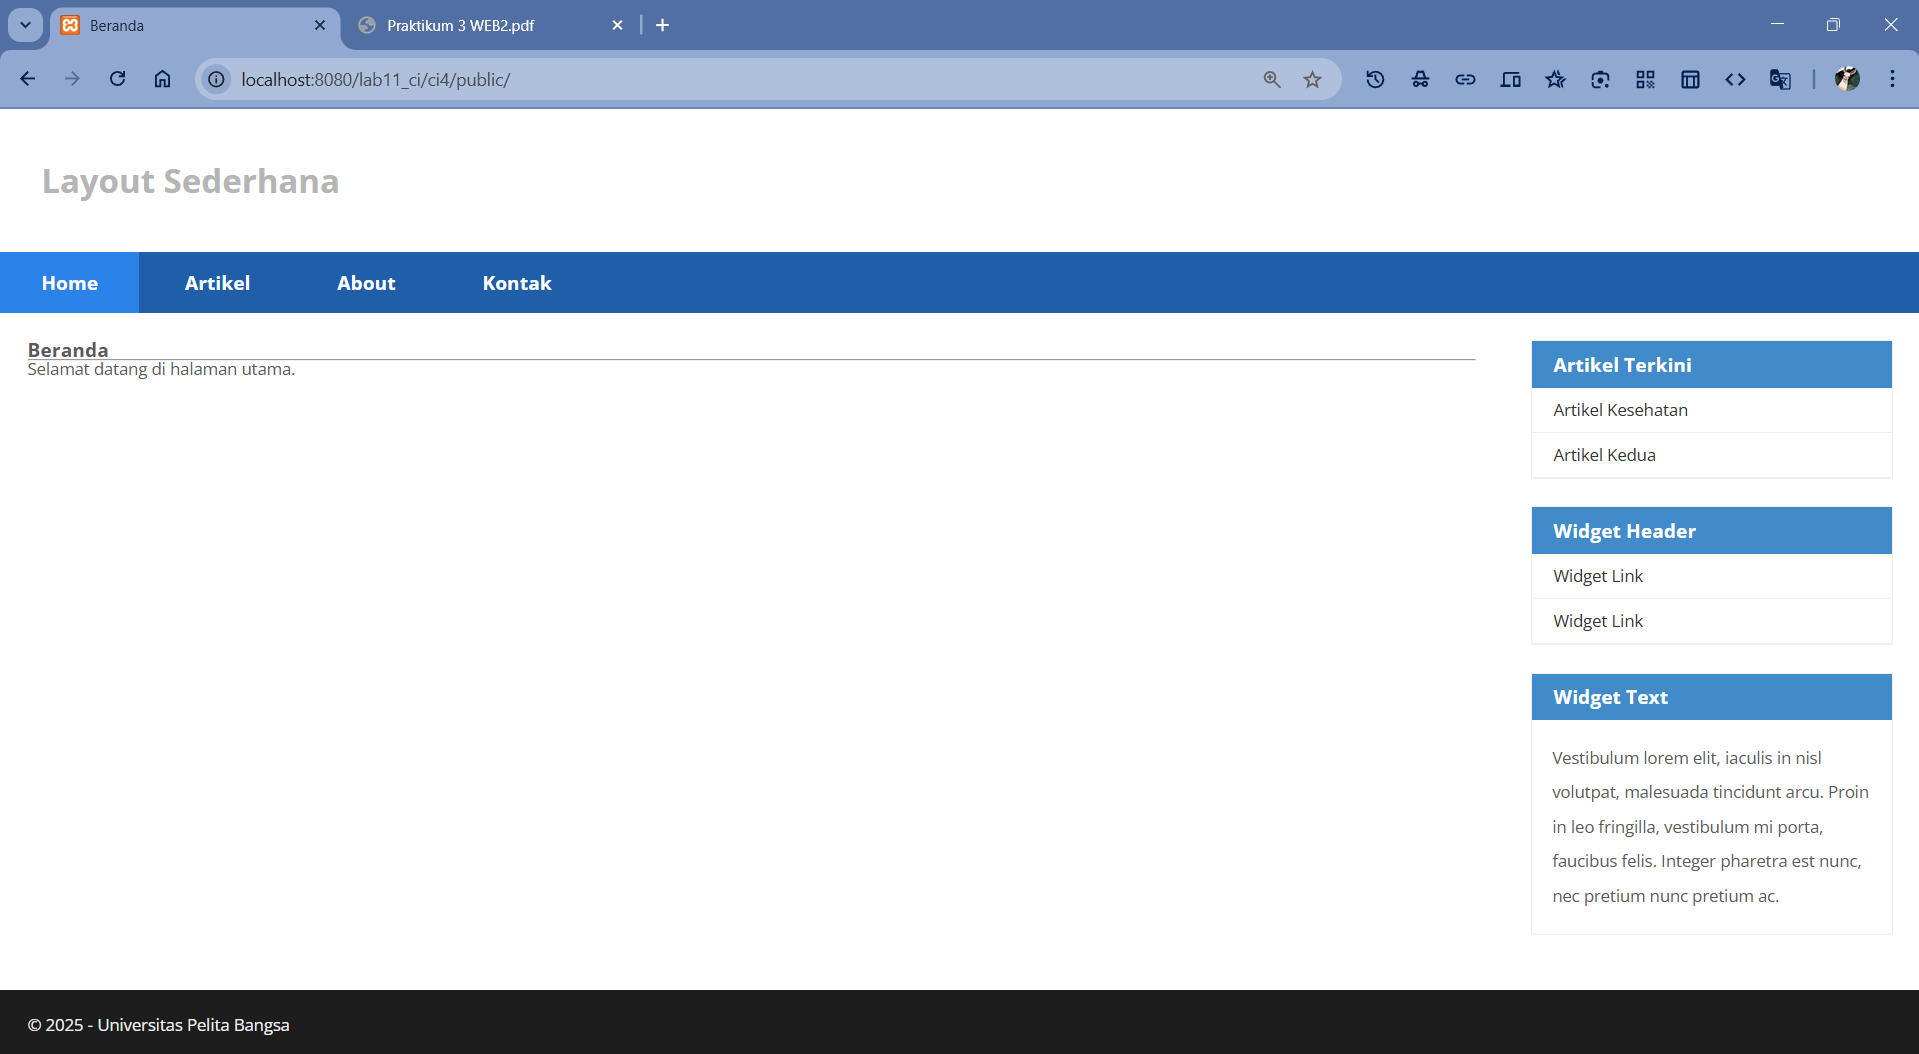 Beranda
Praktikum 3 WEB2.pdf
localhost:8080/lab11_ci/ci4/public/
Layout Sederhana
Home
Artikel
About
Kontak
Beranda
Selamat datang di halaman utama.
Artikel Terkini
Artikel Kesehatan
Artikel Kedua
Widget Header
Widget Link
Widget Link
Widget Text
Vestibulum lorem elit, iaculis in nisl
volutpat, malesuada tincidunt arcu. Proin
in leo fringilla, vestibulum mi porta,
faucibus felis. Integer pharetra est nunc,
nec pretium nunc pretium ac.
© 2025 - Universitas Pelita Bangsa